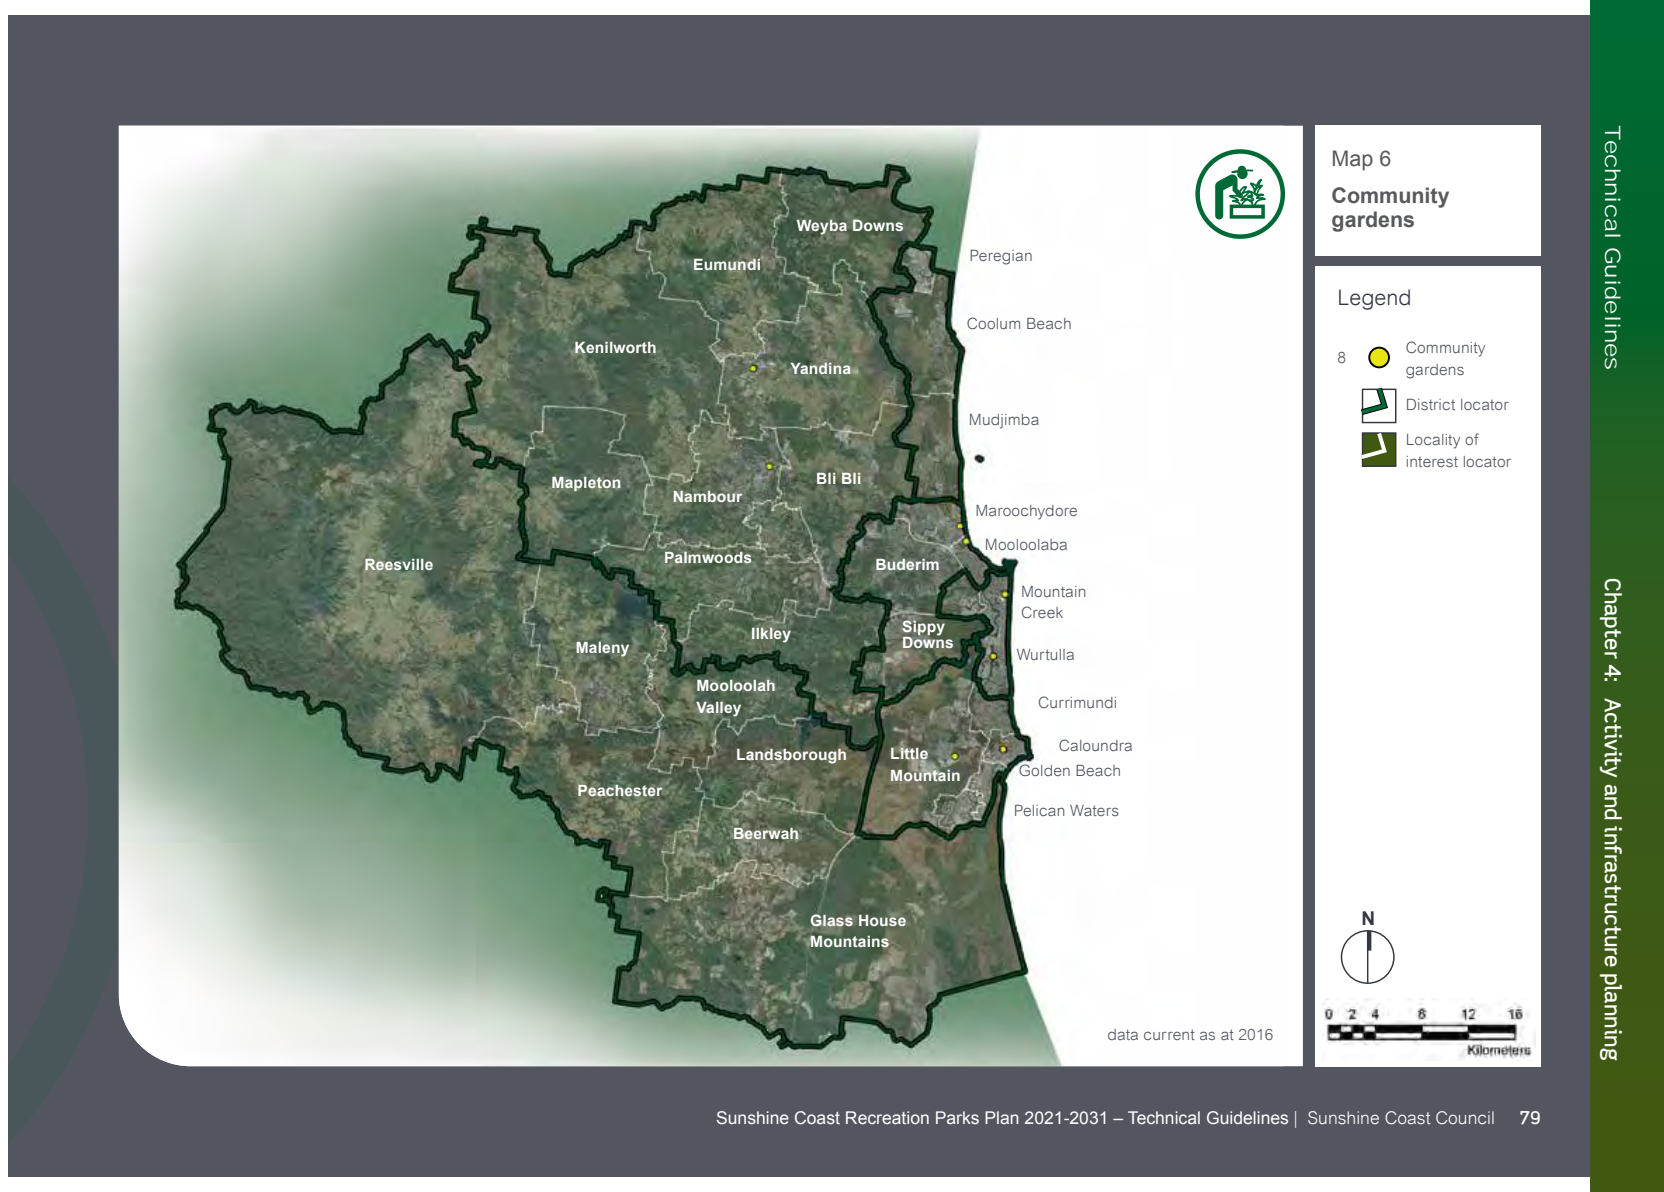 Map 6
Community
gardens
Legend
8
Community
gardens
District locator
Locality of
interest locator
Weyba Downs
Eumundi
Peregian
Coolum Beach
Kenilworth
Yandina
Mudjimba
Mapleton
Nambour
Bli Bli
Maroochydore
Mooloolaba
Reesville
Palmwoods
Buderim
Mountain
Creek
Ilkley
Sippy
Downs
Maleny
Wurtulla
Mooloolah
Valley
Currimundi
Landsborough
Little
Mountain
Caloundra
Golden Beach
Peachester
Pelican Waters
Beerwah
Glass House
Mountains
data current as at 2016
N
0 2 4 8 12 16
Kilometers
Technical Guidelines
Chapter 4: Activity and infrastructure planning
Sunshine Coast Recreation Parks Plan 2021-2031 – Technical Guidelines | Sunshine Coast Council 79